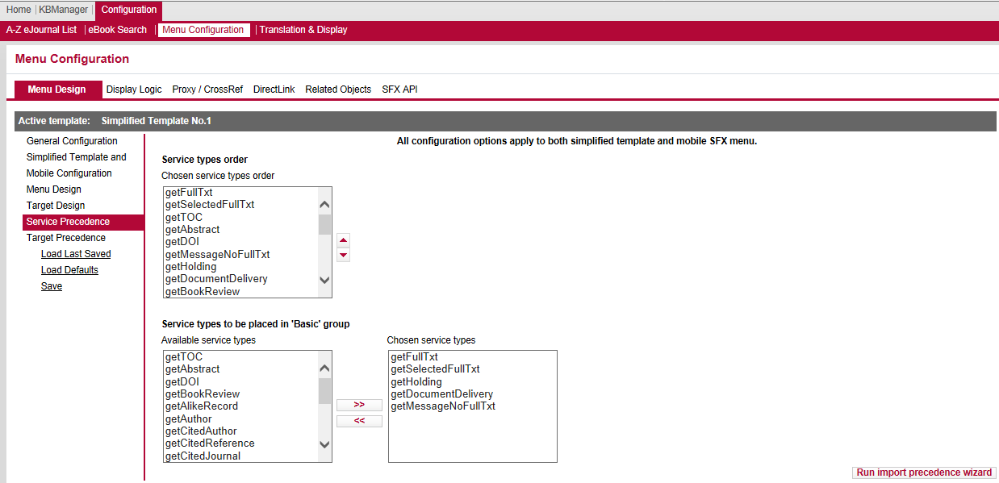 Home | KBManager | Configuration
A-Z eJournal List | eBook Search | Menu Configuration | Translation & Display
Menu Configuration
Menu Design Display Logic Proxy / CrossRef DirectLink Related Objects SFX API
Active template: Simplified Template No.1
General Configuration
Simplified Template and
Mobile Configuration
Menu Design
Target Design
Service Precedence
Target Precedence
Load Last Saved
Load Defaults
Save
All configuration options apply to both simplified template and mobile SFX menu.
Service types order
Chosen service types order
getFullTxt
getSelectedFullTxt
getTOC
getAbstract
getDOI
getMessageNoFullTxt
getHolding
getDocumentDelivery
getBookReview
Service types to be placed in 'Basic' group
Available service types
getTOC
getAbstract
getDOI
getBookReview
getAlikeRecord
getAuthor
getCitedAuthor
getCitedReference
getCitedJournal
>>
<<
Chosen service types
getFullTxt
getSelectedFullTxt
getHolding
getDocumentDelivery
getMessageNoFullTxt
Run import precedence wizard